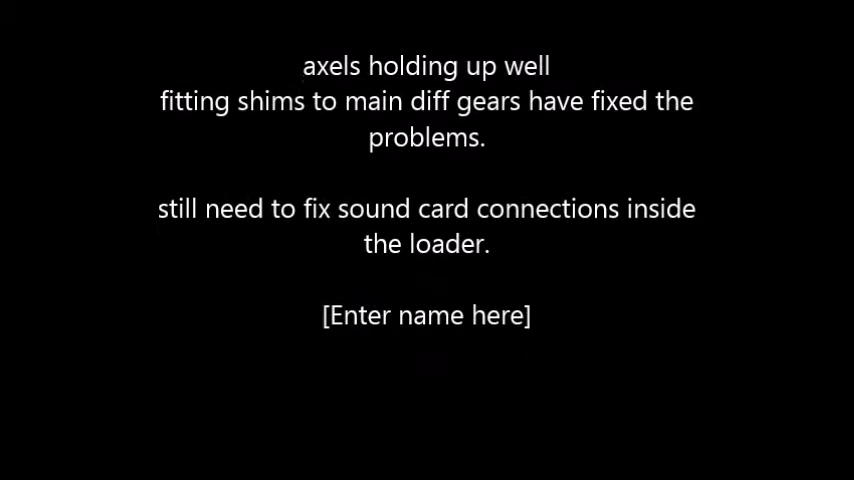 axels holding up well
fitting shims to main diff gears have fixed the
problems.
still need to fix sound card connections inside
the loader.
[Enter name here]